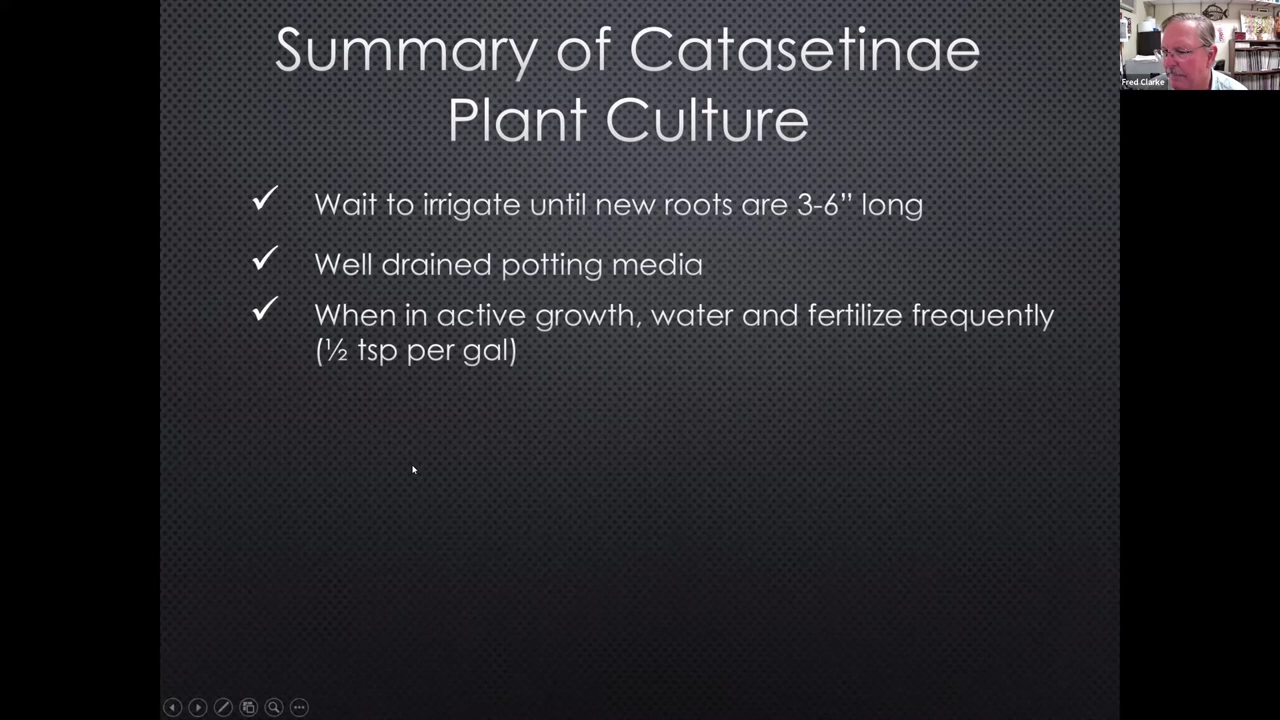 Summary of Catasetinae
Plant Culture
✓ Wait to irrigate until new roots are 3-6” long
✓ Well drained potting media
✓ When in active growth, water and fertilize frequently
(½ tsp per gal)
Fred Clarke